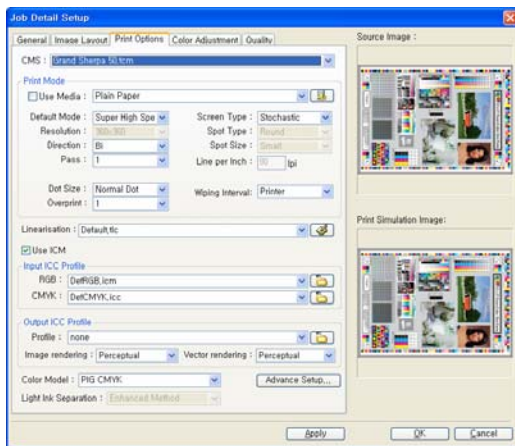 Job Detail Setup
General Image Layout Print Options Color Adjustment Quality
CMS : Grand Sherpa 50,tcm
Print Mode
Use Media : Plain Paper
Default Mode : Super High Spe Screen Type : Stochastic
Resolution : 360x360 Spot Type : Round
Direction : Bi Spot Size : Small
Pass : 1 Line per Inch : lpi
Dot Size : Normal Dot Wiping Interval: Printer
Overprint : 1
Linearisation : Default,tlc
Use ICM
Input ICC Profile
RGB : DefRGB,icm
CMYK : DefCMYK,icc
Output ICC Profile
Profile : none
Image rendering : Perceptual Vector rendering : Perceptual
Color Model : PIG CMYK Advance Setup...
Light Ink Separation : Enhanced Method
Source Image :
Print Simulation Image:
Apply OK Cancel